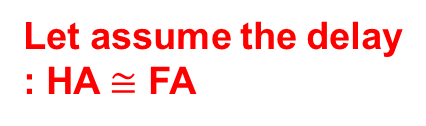 Let assume the delay
: HA ≅ FA